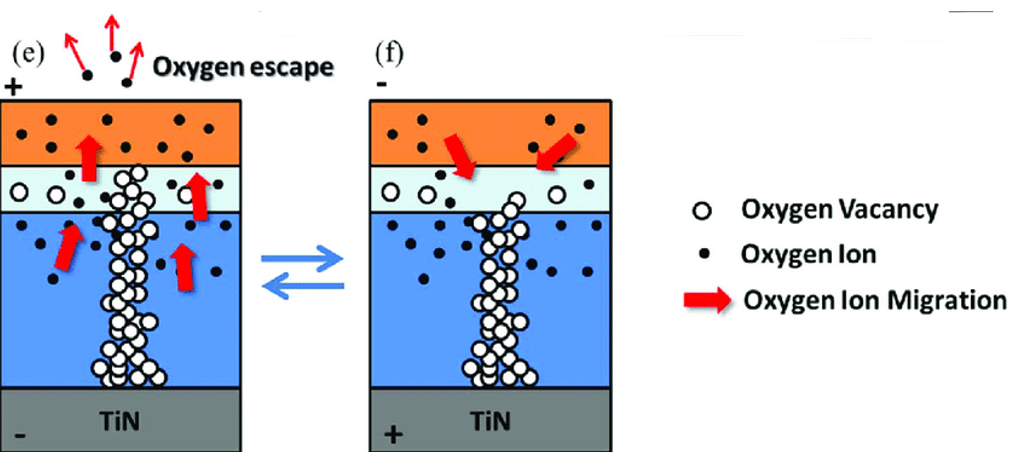 (e)
Oxygen escape
+
TiN
-
(f)
-
TiN
+
Oxygen Vacancy
Oxygen Ion
Oxygen Ion Migration